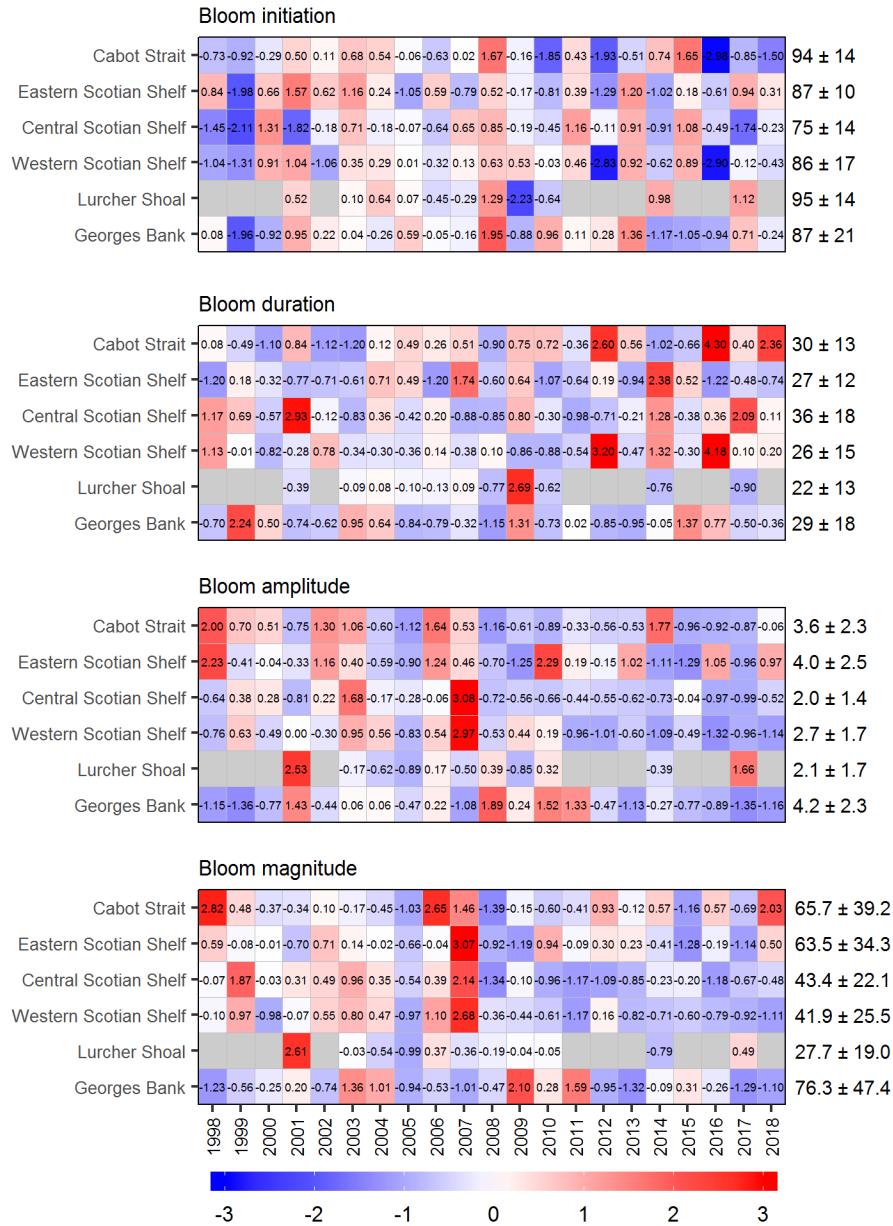 Bloom initiation
Cabot Strait -0.73 -0.92 -0.29 0.50 0.11 0.68 0.54 -0.06 -0.63 0.02 1.67 -0.16 -1.85 0.43 -1.93 -0.51 0.74 1.65 -2.98 -0.85 -1.50 94 ± 14
Eastern Scotian Shelf 0.84 -1.98 0.66 1.57 0.62 1.16 0.24 -1.05 0.59 -0.79 0.52 -0.17 -0.81 0.39 -1.29 1.20 -1.02 0.18 -0.61 0.94 0.31 87 ± 10
Central Scotian Shelf -1.45 -2.11 1.31 -1.82 -0.18 0.71 -0.18 -0.07 -0.64 0.65 0.85 -0.19 -0.45 1.16 -0.11 0.91 -0.91 1.08 -0.49 -1.74 -0.23 75 ± 14
Western Scotian Shelf -1.04 -1.31 0.91 1.04 -1.06 0.35 0.29 0.01 -0.32 0.13 0.63 0.53 -0.03 0.46 -2.83 0.92 -0.62 0.89 -2.90 -0.12 -0.43 86 ± 17
Lurcher Shoal 0.52 0.10 0.64 0.07 -0.45 -0.29 1.29 -2.23 -0.64 0.98 1.12 95 ± 14
Georges Bank 0.08 -1.96 -0.92 0.95 0.22 0.04 -0.26 0.59 -0.05 -0.16 1.95 -0.88 0.96 0.11 0.28 1.36 -1.17 -1.05 -0.94 0.71 -0.24 87 ± 21
Bloom duration
Cabot Strait 0.08 -0.49 -1.10 0.84 -1.12 -1.20 0.12 0.49 0.26 0.51 -0.90 0.75 0.72 -0.36 2.60 0.56 -1.02 -0.66 4.30 0.40 2.36 30 ± 13
Eastern Scotian Shelf -1.20 0.18 -0.32 -0.77 -0.71 -0.61 0.71 0.49 -1.20 1.74 -0.60 0.64 -1.07 -0.64 0.19 -0.94 2.38 0.52 -1.22 -0.48 -0.74 27 ± 12
Central Scotian Shelf 1.17 0.69 -0.57 2.93 -0.12 -0.83 0.36 -0.42 0.20 -0.88 -0.85 0.80 -0.30 -0.98 -0.71 -0.21 1.28 -0.38 0.36 2.09 0.11 36 ± 18
Western Scotian Shelf 1.13 -0.01 -0.82 -0.28 0.78 -0.34 -0.30 -0.36 0.14 -0.38 0.10 -0.86 -0.88 -0.54 3.20 -0.47 1.32 -0.30 4.18 0.10 0.20 26 ± 15
Lurcher Shoal -0.39 -0.09 0.08 -0.10 -0.13 0.09 -0.77 2.69 -0.62 -0.76 -0.90 22 ± 13
Georges Bank -0.70 2.24 0.50 -0.74 -0.62 0.95 0.64 -0.84 -0.79 -0.32 -1.15 1.31 -0.73 0.02 -0.85 -0.95 -0.05 1.37 0.77 -0.50 -0.36 29 ± 18
Bloom amplitude
Cabot Strait 2.00 0.70 0.51 -0.75 1.30 1.06 -0.60 -1.12 1.64 0.53 -1.16 -0.61 -0.89 -0.33 -0.56 -0.53 1.77 -0.96 -0.92 -0.87 -0.06 3.6 ± 2.3
Eastern Scotian Shelf 2.23 -0.41 -0.04 -0.33 1.16 0.40 -0.59 -0.90 1.24 0.46 -0.70 -1.25 2.29 0.19 -0.15 1.02 -1.11 -1.29 1.05 -0.96 0.97 4.0 ± 2.5
Central Scotian Shelf -0.64 0.38 0.28 -0.81 0.22 1.68 -0.17 -0.28 -0.06 3.08 -0.72 -0.56 -0.66 -0.44 -0.55 -0.62 -0.73 -0.04 -0.97 -0.99 -0.52 2.0 ± 1.4
Western Scotian Shelf -0.76 0.63 -0.49 0.00 -0.30 0.95 0.56 -0.83 0.54 2.97 -0.53 0.44 0.19 -0.96 -1.01 -0.60 -1.09 -0.49 -1.32 -0.96 -1.14 2.7 ± 1.7
Lurcher Shoal 2.53 -0.17 -0.62 -0.89 0.17 -0.50 0.39 -0.85 0.32 -0.39 1.66 2.1 ± 1.7
Georges Bank -1.15 -1.36 -0.77 1.43 -0.44 0.06 0.06 -0.47 0.22 -1.08 1.89 0.24 1.52 1.33 -0.47 -1.13 -0.27 -0.77 -0.89 -1.35 -1.16 4.2 ± 2.3
Bloom magnitude
Cabot Strait 2.82 0.48 -0.37 -0.34 0.10 -0.17 -0.45 -1.03 2.65 1.46 -1.39 -0.15 -0.60 -0.41 0.93 -0.12 0.57 -1.16 0.57 -0.69 2.03 65.7 ± 39.2
Eastern Scotian Shelf 0.59 -0.08 -0.01 -0.70 0.71 0.14 -0.02 -0.66 -0.04 3.07 -0.92 -1.19 0.94 -0.09 0.30 0.23 -0.41 -1.28 -0.19 -1.14 0.50 63.5 ± 34.3
Central Scotian Shelf -0.07 1.87 -0.03 0.31 0.49 0.96 0.35 -0.54 0.39 2.14 -1.34 -0.10 -0.96 -1.17 -1.09 -0.85 -0.23 -0.20 -1.18 -0.67 -0.48 43.4 ± 22.1
Western Scotian Shelf -0.10 0.97 -0.98 -0.07 0.55 0.80 0.47 -0.97 1.10 2.68 -0.36 -0.44 -0.61 -1.17 0.16 -0.82 -0.71 -0.60 -0.79 -0.92 -1.11 41.9 ± 25.5
Lurcher Shoal 2.61 -0.03 -0.54 -0.99 0.37 -0.36 -0.19 -0.04 -0.05 -0.79 0.49 27.7 ± 19.0
Georges Bank -1.23 -0.56 -0.25 0.20 -0.74 1.36 1.01 -0.94 -0.53 -1.01 -0.47 2.10 0.28 1.59 -0.95 -1.32 -0.09 0.31 -0.26 -1.29 -1.10 76.3 ± 47.4
1998 1999 2000 2001 2002 2003 2004 2005 2006 2007 2008 2009 2010 2011 2012 2013 2014 2015 2016 2017 2018
-3 -2 -1 0 1 2 3